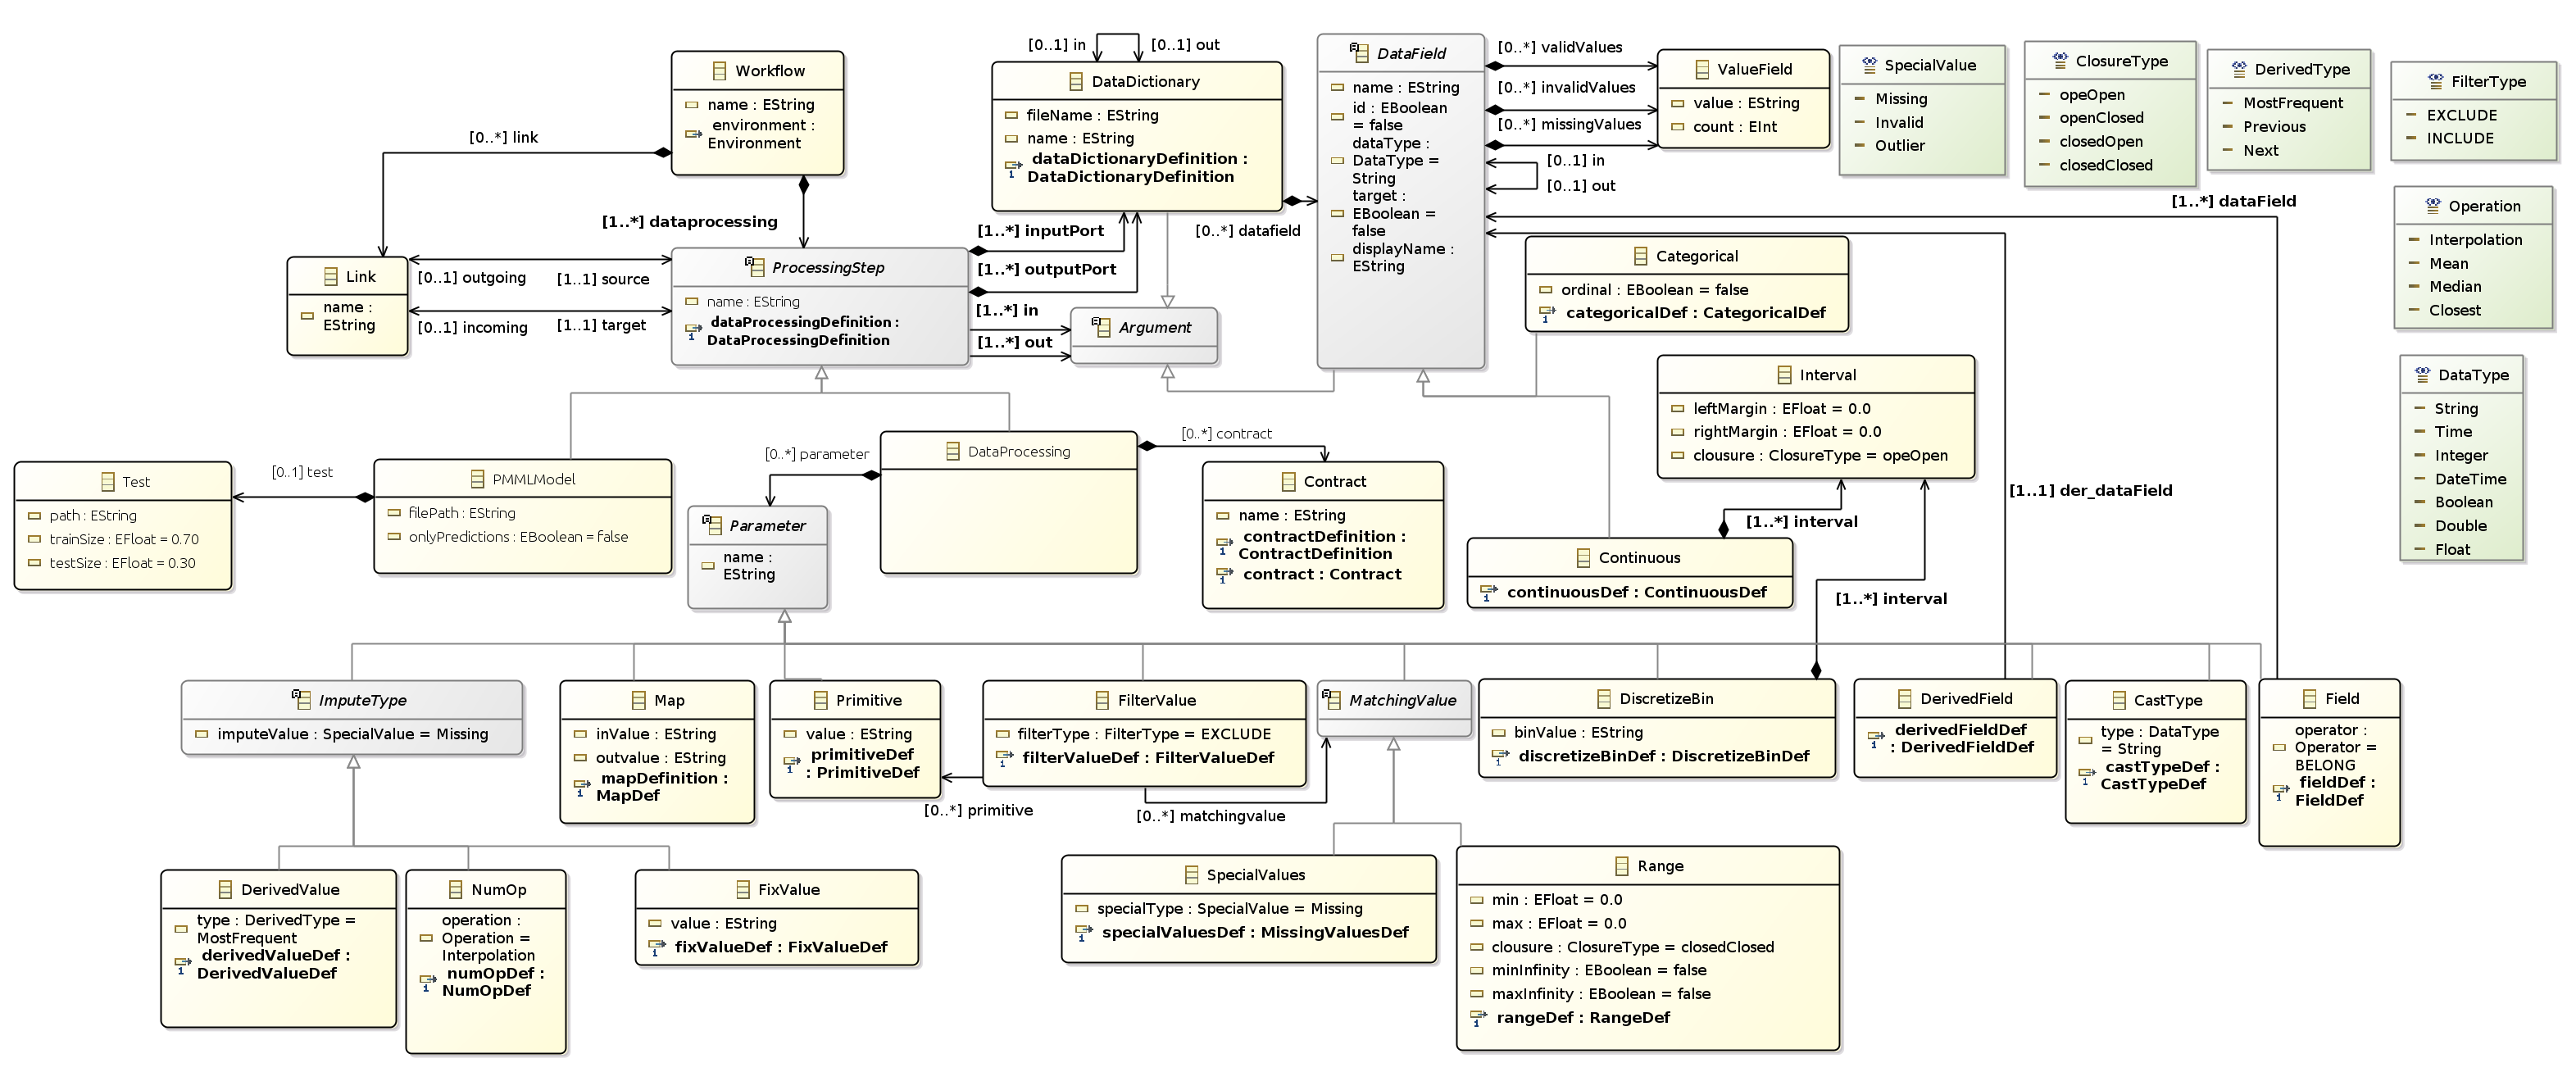 [0..1] in
[0..1] out
Workflow
name : EString
environment :
Environment
[0..*] link
[1..*] dataprocessing
Link
name :
EString
[0..1] outgoing
[1..1] source
[0..1] incoming
[1..1] target
ProcessingStep
name : EString
dataProcessingDefinition :
DataProcessingDefinition
DataDictionary
fileName : EString
name : EString
dataDictionaryDefinition :
DataDictionaryDefinition
[1..*] inputPort
[1..*] outputPort
[1..*] in
[1..*] out
Argument
[0..*] datafield
DataField
name : EString
id : EBoolean
= false
dataType :
DataType =
String
target :
EBoolean =
false
displayName :
EString
[0..*] validValues
[0..*] invalidValues
[0..*] missingValues
[0..1] in
[0..1] out
ValueField
value : EString
count : EInt
SpecialValue
Missing
Invalid
Outlier
ClosureType
opeOpen
openClosed
closedOpen
closedClosed
DerivedType
MostFrequent
Previous
Next
FilterType
EXCLUDE
INCLUDE
[1..*] dataField
Operation
Interpolation
Mean
Median
Closest
DataType
String
Time
Integer
DateTime
Boolean
Double
Float
Categorical
ordinal : EBoolean = false
categoricalDef : CategoricalDef
Interval
leftMargin : EFloat = 0.0
rightMargin : EFloat = 0.0
clousure : ClosureType = opeOpen
[1..1] der_dataField
[1..*] interval
Continuous
continuousDef : ContinuousDef
[1..*] interval
Test
path : EString
trainSize : EFloat = 0.70
testSize : EFloat = 0.30
[0..1] test
PMMLModel
filePath : EString
onlyPredictions : EBoolean = false
[0..*] parameter
DataProcessing
[0..*] contract
Contract
name : EString
contractDefinition :
ContractDefinition
contract : Contract
Parameter
name :
EString
ImputeType
imputeValue : SpecialValue = Missing
Map
inValue : EString
outvalue : EString
mapDefinition :
MapDef
Primitive
value : EString
primitiveDef
: PrimitiveDef
FilterValue
filterType : FilterType = EXCLUDE
filterValueDef : FilterValueDef
[0..*] primitive
[0..*] matchingvalue
MatchingValue
DiscretizeBin
binValue : EString
discretizeBinDef : DiscretizeBinDef
DerivedField
derivedFieldDef
: DerivedFieldDef
CastType
type : DataType
= String
castTypeDef :
CastTypeDef
Field
operator :
Operator =
BELONG
fieldDef :
FieldDef
DerivedValue
type : DerivedType =
MostFrequent
derivedValueDef :
DerivedValueDef
NumOp
operation :
Operation =
Interpolation
numOpDef :
NumOpDef
FixValue
value : EString
fixValueDef : FixValueDef
SpecialValues
specialType : SpecialValue = Missing
specialValuesDef : MissingValuesDef
Range
min : EFloat = 0.0
max : EFloat = 0.0
clousure : ClosureType = closedClosed
minInfinity : EBoolean = false
maxInfinity : EBoolean = false
rangeDef : RangeDef